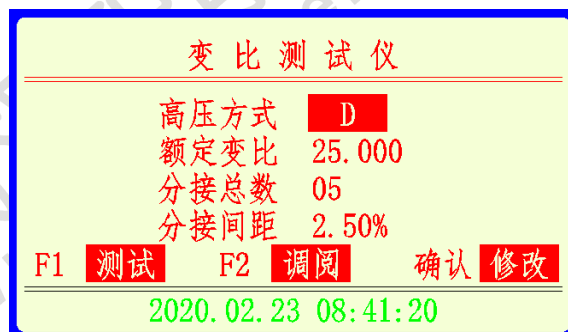 变比测试仪
高压方式 D
额定变比 25.000
分接总数 05
分接间距 2.50%
F1 测试 F2 调阅 确认 修改
2020.02.23 08:41:20